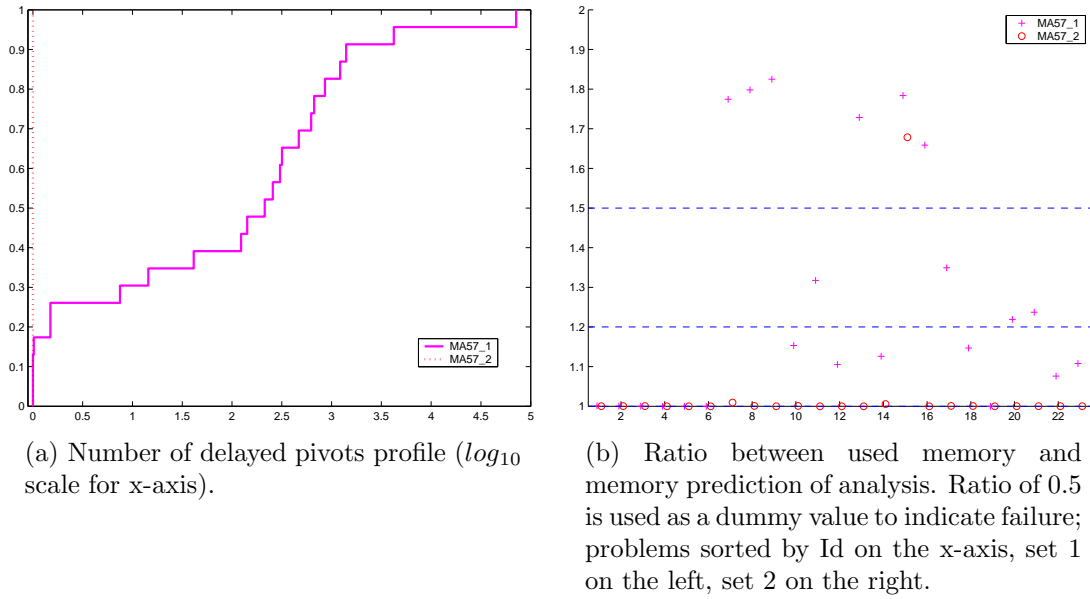 1
0.9
0.8
0.7
0.6
0.5
0.4
0.3
0.2
0.1
0
0 0.5 1 1.5 2 2.5 3 3.5 4 4.5 5
MA57_1
MA57_2
(a) Number of delayed pivots profile (log10
scale for x-axis).
2
1.9
1.8
1.7
1.6
1.5
1.4
1.3
1.2
1.1
1
2 4 6 8 10 12 14 16 18 20 22
MA57_1
MA57_2
(b) Ratio between used memory and
memory prediction of analysis. Ratio of 0.5
is used as a dummy value to indicate failure;
problems sorted by Id on the x-axis, set 1
on the left, set 2 on the right.